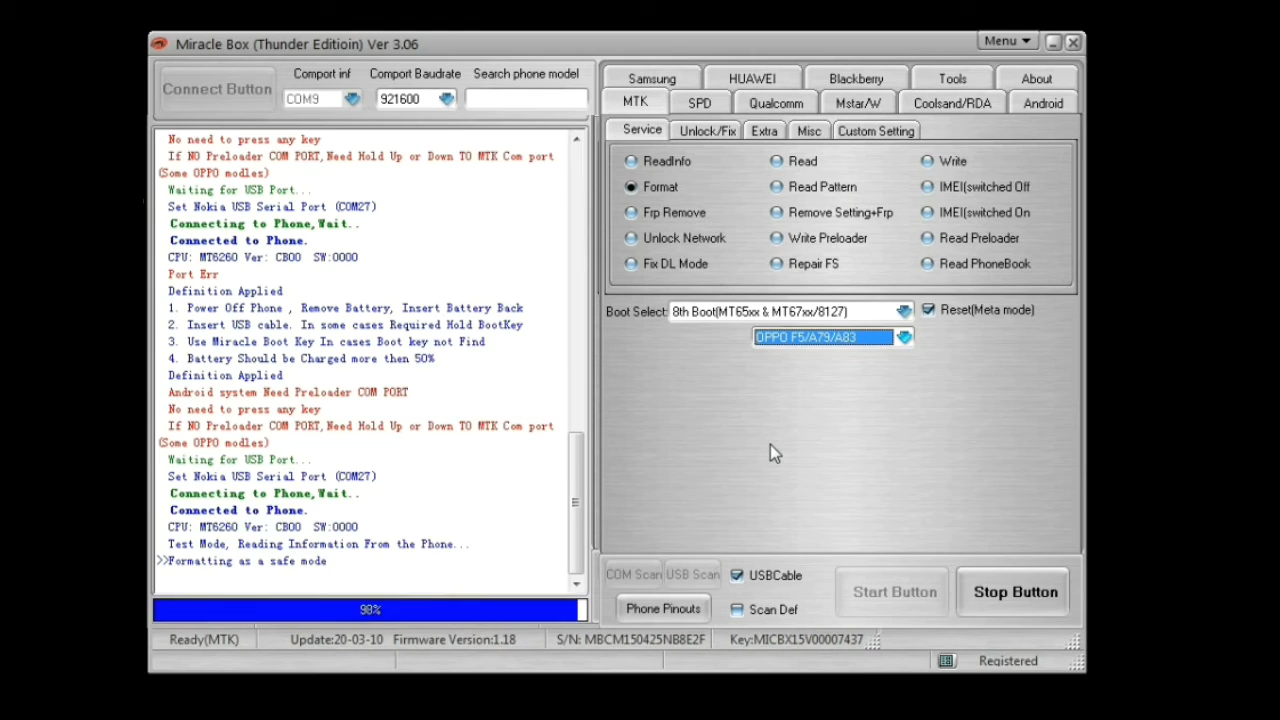 Miracle Box (Thunder Editioin) Ver 3.06
Menu
Connect Button
Comport inf
Comport Baudrate
Search phone model
COM9
921600
No need to press any key
If NO Preloader COM PORT,Need Hold Up or Down TO MTK Com port
(Some OPPO modles)
Waiting for USB Port...
Set Nokia USB Serial Port (COM27)
Connecting to Phone,Wait..
Connected to Phone.
CPU: MT6260 Ver: CB00 SW:0000
Port Err
Definition Applied
1. Power Off Phone , Remove Battery, Insert Battery Back
2. Insert USB cable. In some cases Required Hold BootKey
3. Use Miracle Boot Key In cases Boot key not Find
4. Battery Should be Charged more then 50%
Definition Applied
Android system Need Preloader COM PORT
No need to press any key
If NO Preloader COM PORT,Need Hold Up or Down TO MTK Com port
(Some OPPO modles)
Waiting for USB Port...
Set Nokia USB Serial Port (COM27)
Connecting to Phone,Wait..
Connected to Phone.
CPU: MT6260 Ver: CB00 SW:0000
Test Mode, Reading Information From the Phone...
>>Formatting as a safe mode
98%
Samsung HUAWEI Blackberry Tools About
MTK SPD Qualcomm Mstar/W Coolsand/RDA Android
Service Unlock/Fix Extra Misc Custom Setting
ReadInfo Read Write
Format Read Pattern IMEI(switched Off
Frp Remove Remove Setting+Frp IMEI(switched On
Unlock Network Write Preloader Read Preloader
Fix DL Mode Repair FS Read PhoneBook
Boot Select: 8th Boot(MT65xx & MT67xx/8127) Reset(Meta mode)
OPPO F5/A79/A83
COM Scan USB Scan USBCable
Phone Pinouts Scan Def
Start Button Stop Button
Ready(MTK) Update:20-03-10 Firmware Version:1.18 S/N: MBCM150425NB8E2F Key:MICBX15V00007437
Registered